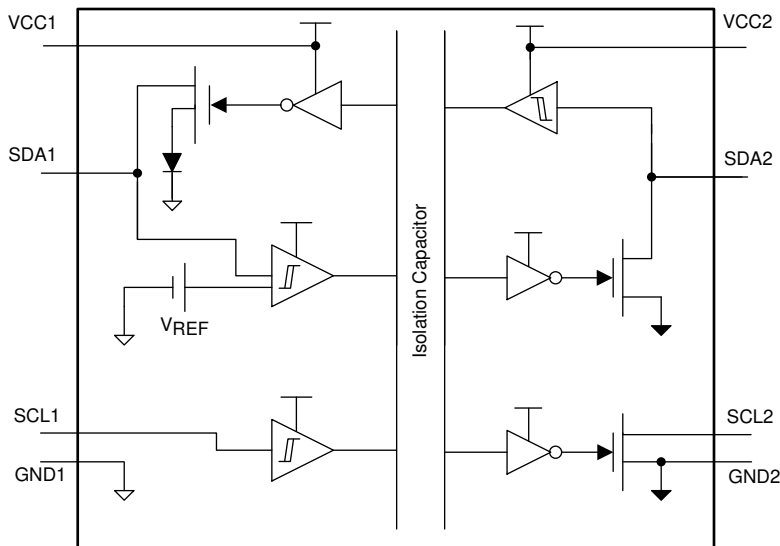 VCC1
VCC2
SDA1
SDA2
Isolation Capacitor
VREF
SCL1
SCL2
GND1
GND2